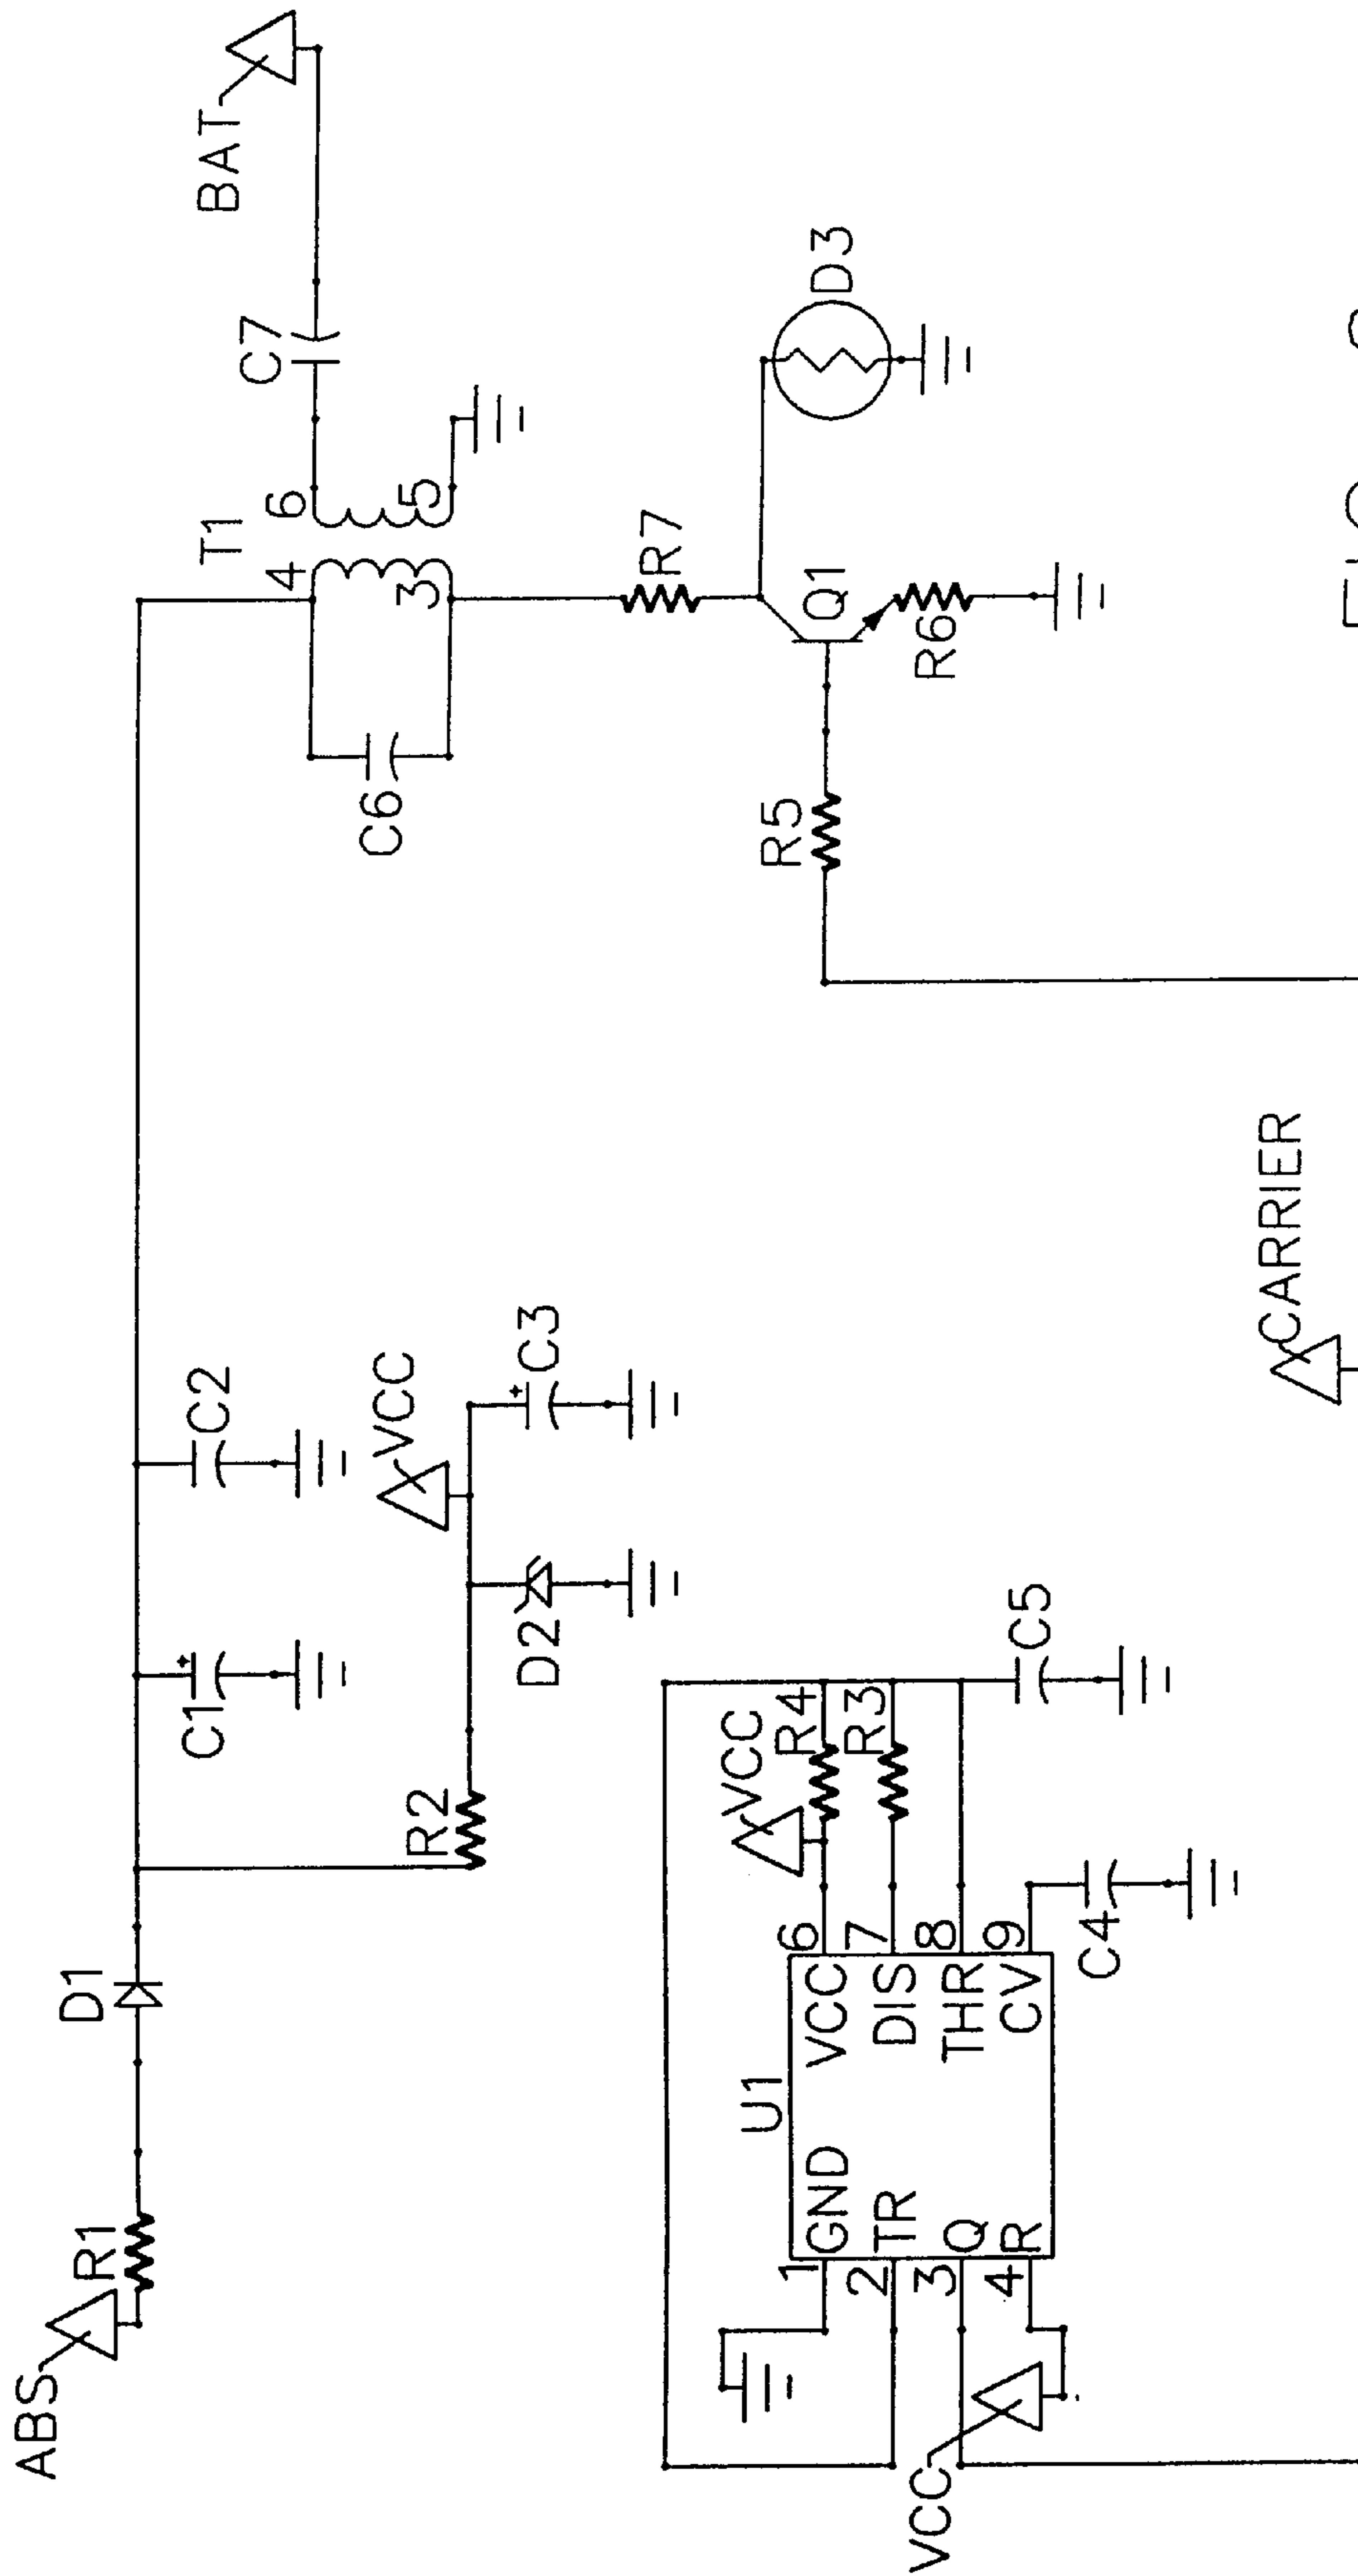 ABS
R1
D1
C1
C2
R2
D2
VCC
C3
T1
4
3
6
5
C6
C7
BAT
R7
Q1
R5
R6
D3
U1
1
GND
2
TR
3
Q
4
R
VCC
6
VCC
7
DIS
8
THR
9
CV
VCC
R4
R3
C4
C5
CARRIER